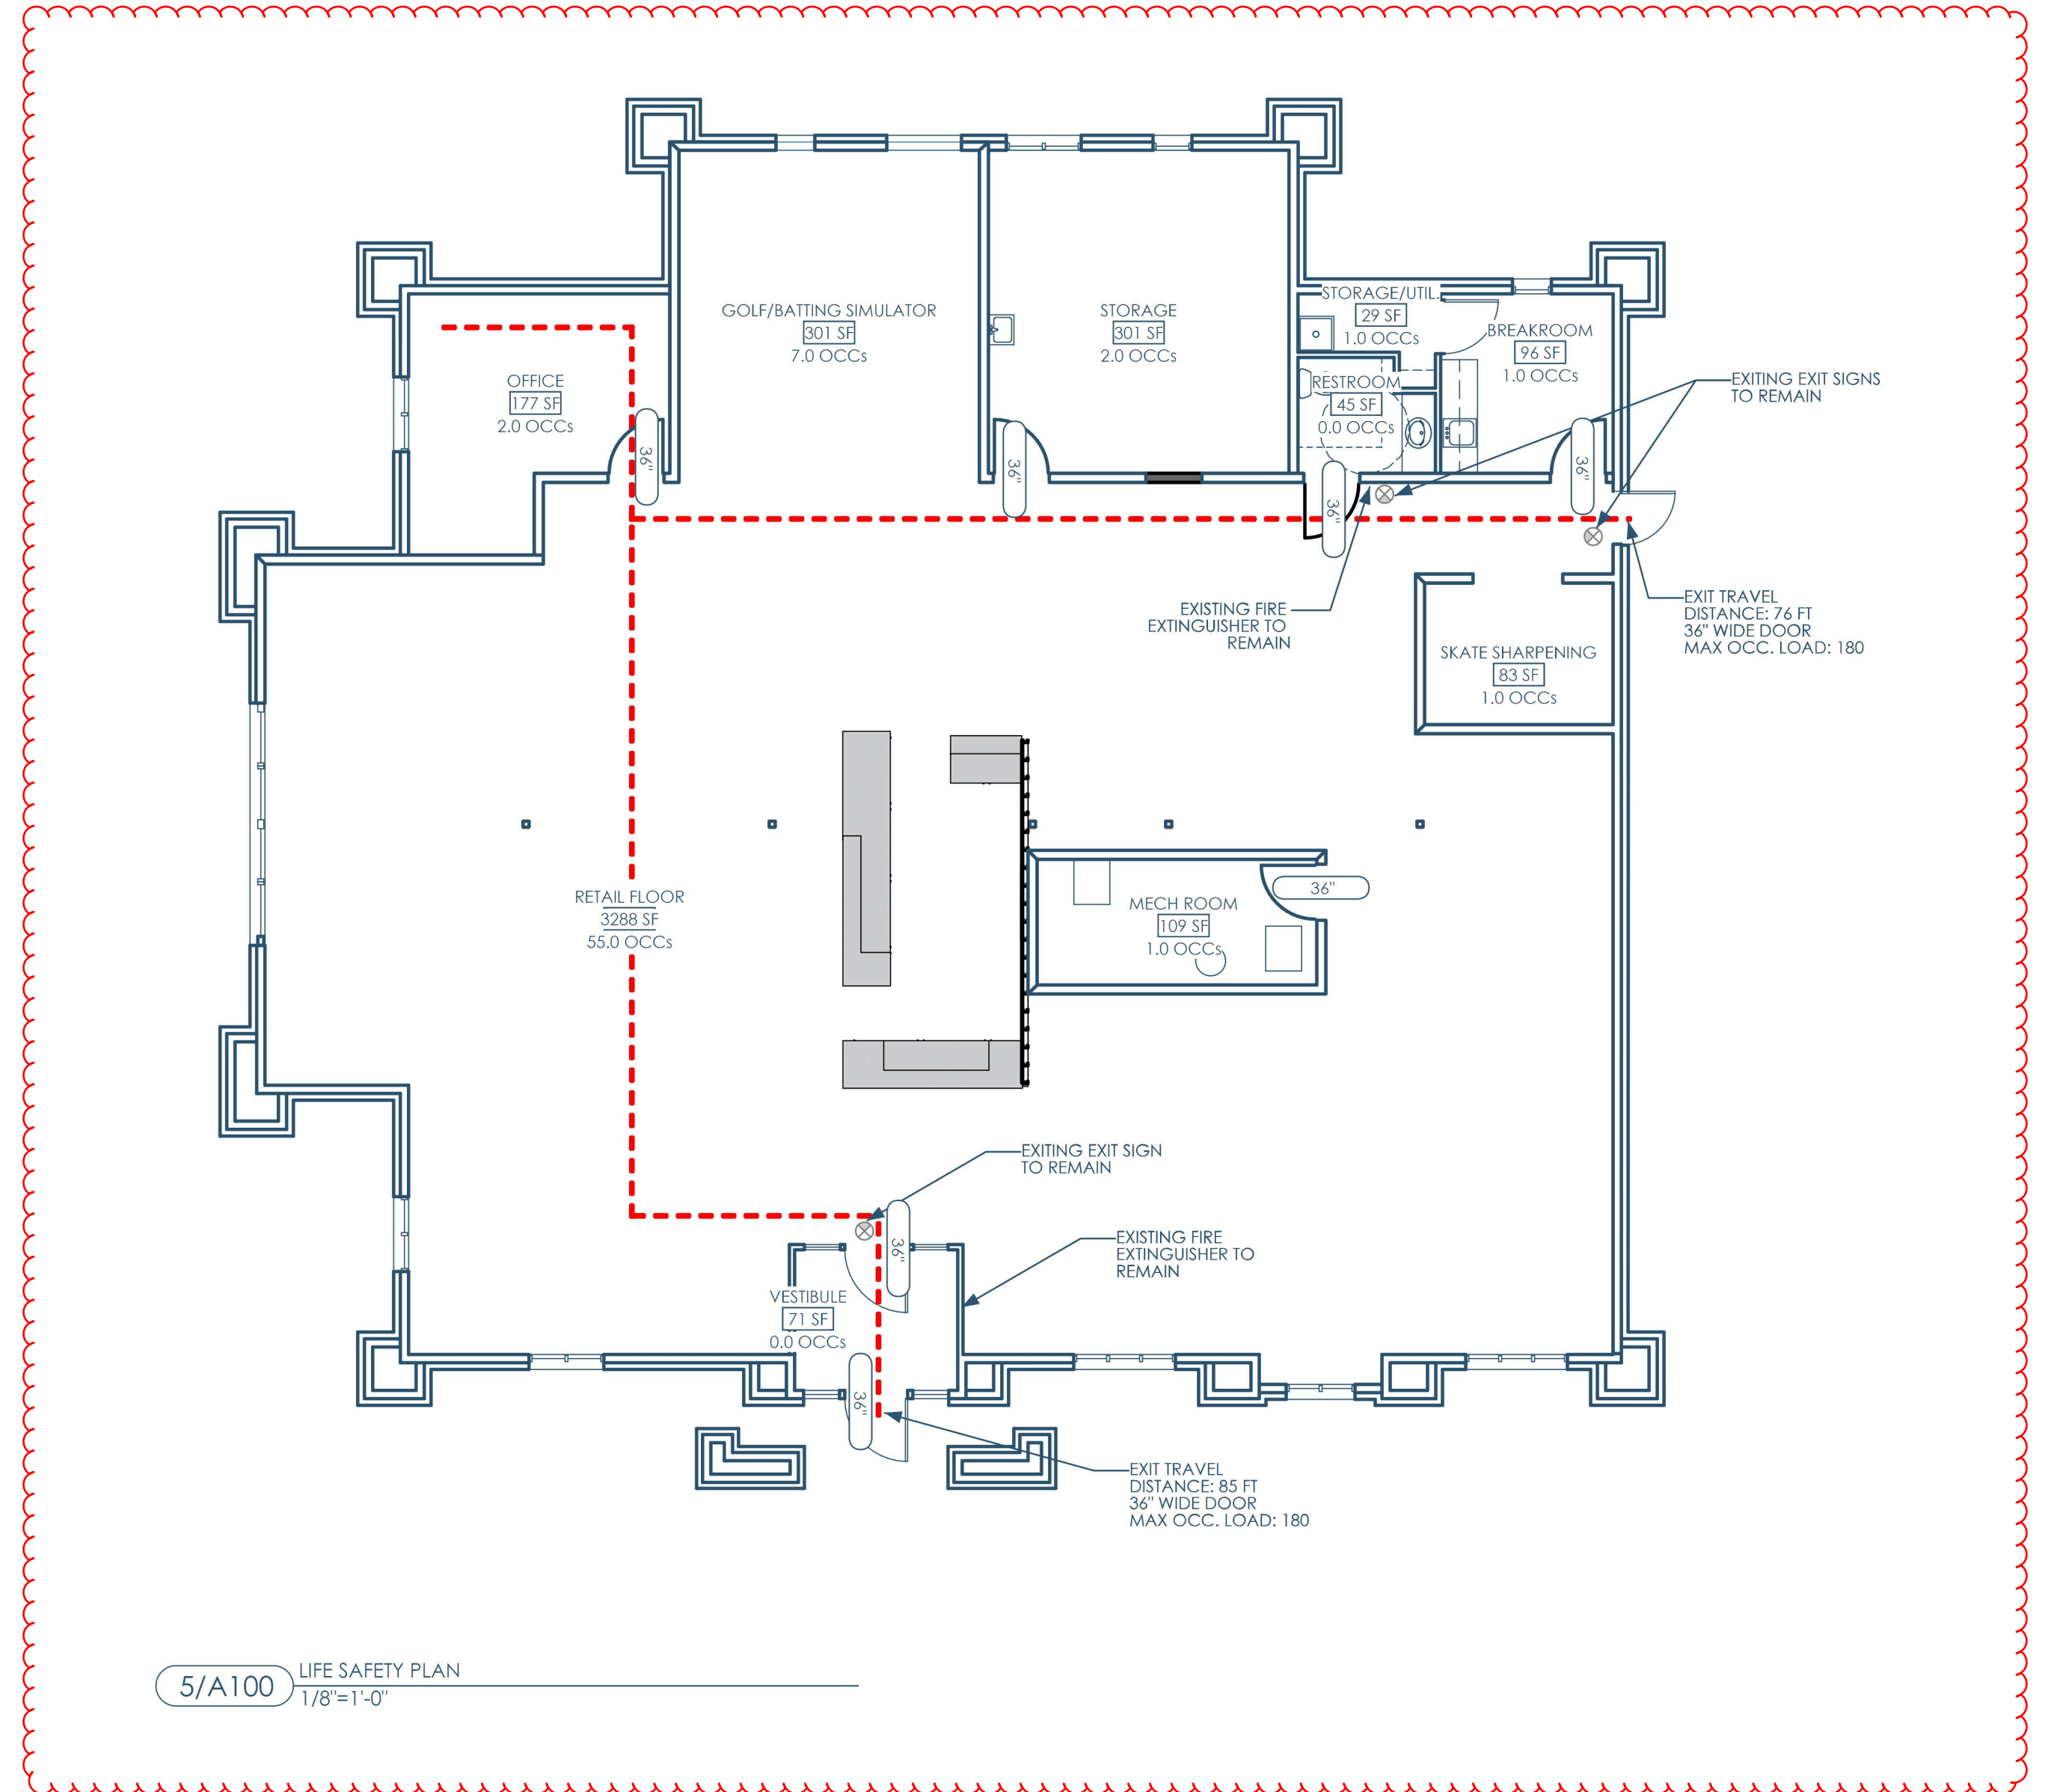 GOLF/BATTING SIMULATOR
301 SF
7.0 OCCs
STORAGE
301 SF
2.0 OCCs
STORAGE/UTIL.
29 SF
1.0 OCCs
BREAKROOM
96 SF
1.0 OCCs
OFFICE
177 SF
2.0 OCCs
RESTROOM
45 SF
0.0 OCCs
EXITING EXIT SIGNS
TO REMAIN
36"
36"
36"
36"
EXISTING FIRE
EXTINGUISHER TO
REMAIN
EXIT TRAVEL
DISTANCE: 76 FT
36" WIDE DOOR
MAX OCC. LOAD: 180
SKATE SHARPENING
83 SF
1.0 OCCs
RETAIL FLOOR
3288 SF
55.0 OCCs
MECH ROOM
109 SF
1.0 OCCs
36"
EXITING EXIT SIGN
TO REMAIN
36"
EXISTING FIRE
EXTINGUISHER TO
REMAIN
VESTIBULE
71 SF
0.0 OCCs
36"
EXIT TRAVEL
DISTANCE: 85 FT
36" WIDE DOOR
MAX OCC. LOAD: 180
5/A100
LIFE SAFETY PLAN
1/8"=1'-0"